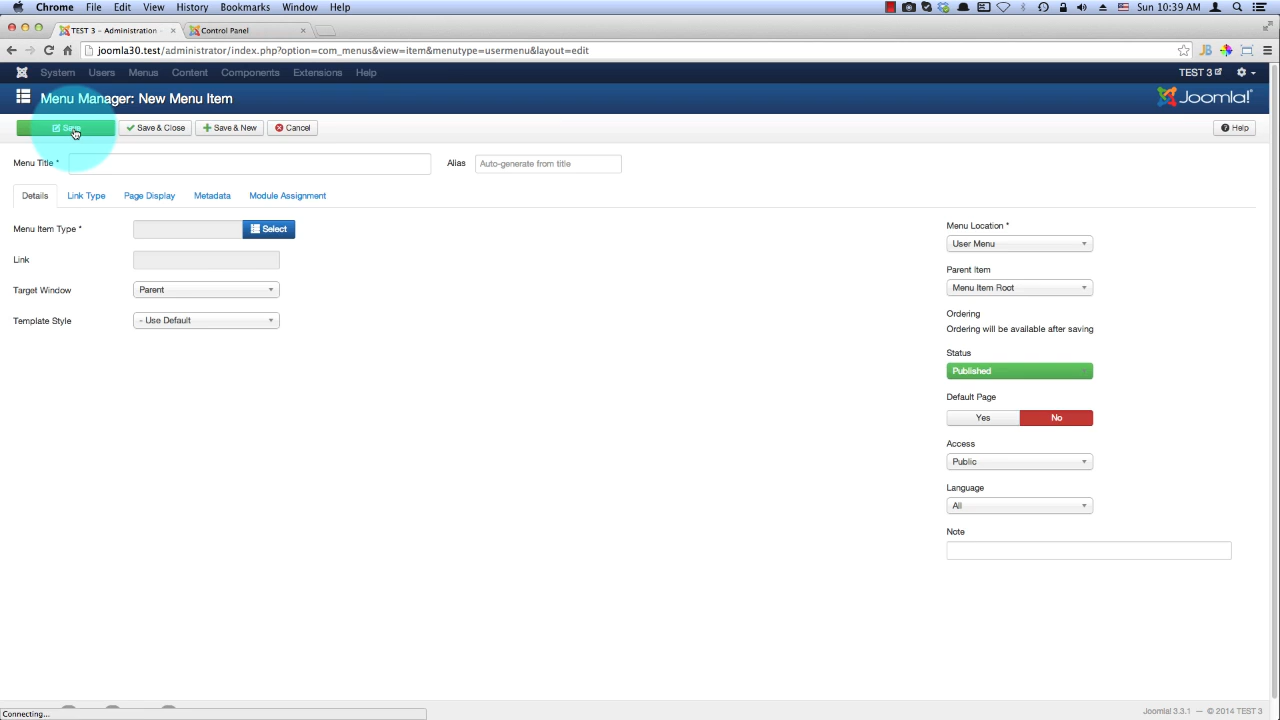 Chrome File Edit View History Bookmarks Window Help Sun 10:39 AM
TEST 3 - Administration - Control Panel
joomla30.test/administrator/index.php?option=com_menus&view=item&menutype=usermenu&layout=edit
System Users Menus Content Components Extensions Help TEST 3
Menu Manager: New Menu Item Joomla!
Save Save & Close Save & New Cancel Help
Menu Title * Alias Auto-generate from title
Details Link Type Page Display Metadata Module Assignment
Menu Item Type * Select
Link
Target Window Parent
Template Style - Use Default
Menu Location *
User Menu
Parent Item
Menu Item Root
Ordering
Ordering will be available after saving
Status
Published
Default Page
Yes No
Access
Public
Language
All
Note
Connecting...
Joomla! 3.3.1 — © 2014 TEST 3